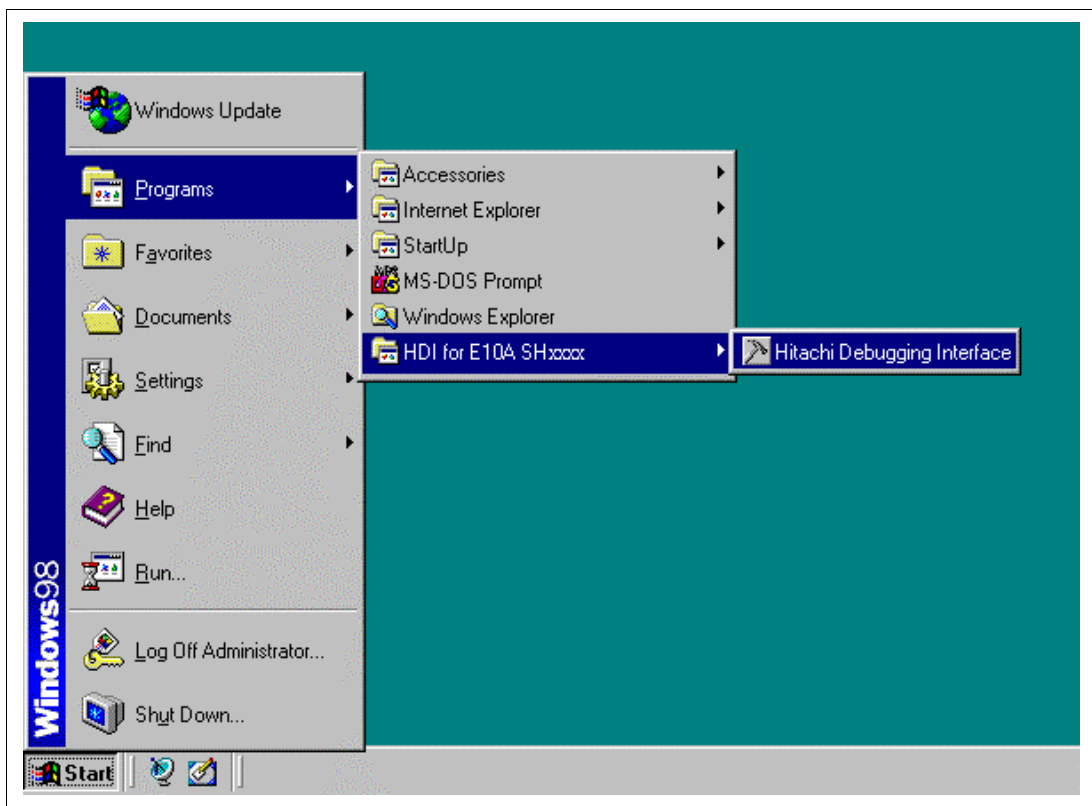 Windows Update
Programs
Favorites
Documents
Settings
Find
Help
Run...
Log Off Administrator...
Shut Down...
Windows98
Accessories
Internet Explorer
StartUp
MS-DOS Prompt
Windows Explorer
HDI for E10A SHxxxx
Hitachi Debugging Interface
Start